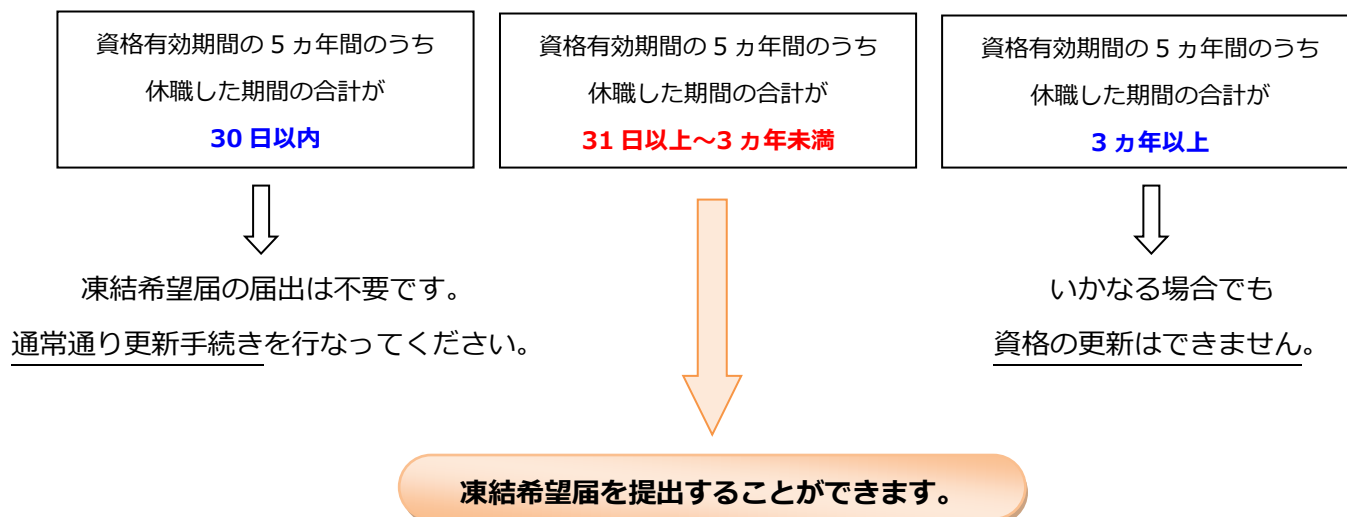 資格有効期間の 5 ヵ年間のうち
休職した期間の合計が
30 日以内
資格有効期間の 5 ヵ年間のうち
休職した期間の合計が
31 日以上～3 ヵ年未満
資格有効期間の 5 ヵ年間のうち
休職した期間の合計が
3 ヵ年以上
凍結希望届の届出は不要です。
通常通り更新手続きを行なってください。
いかなる場合でも
資格の更新はできません。
凍結希望届を提出することができます。